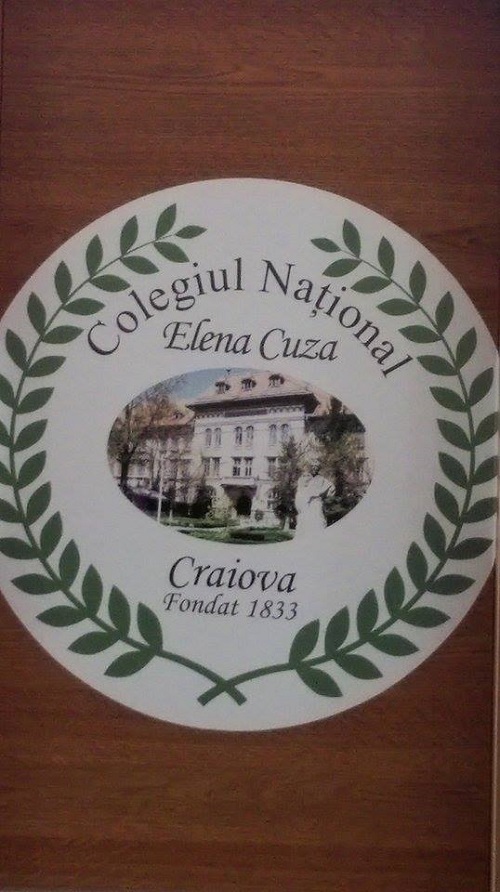 Colegiul Național
Elena Cuza
Craiova
Fondat 1833